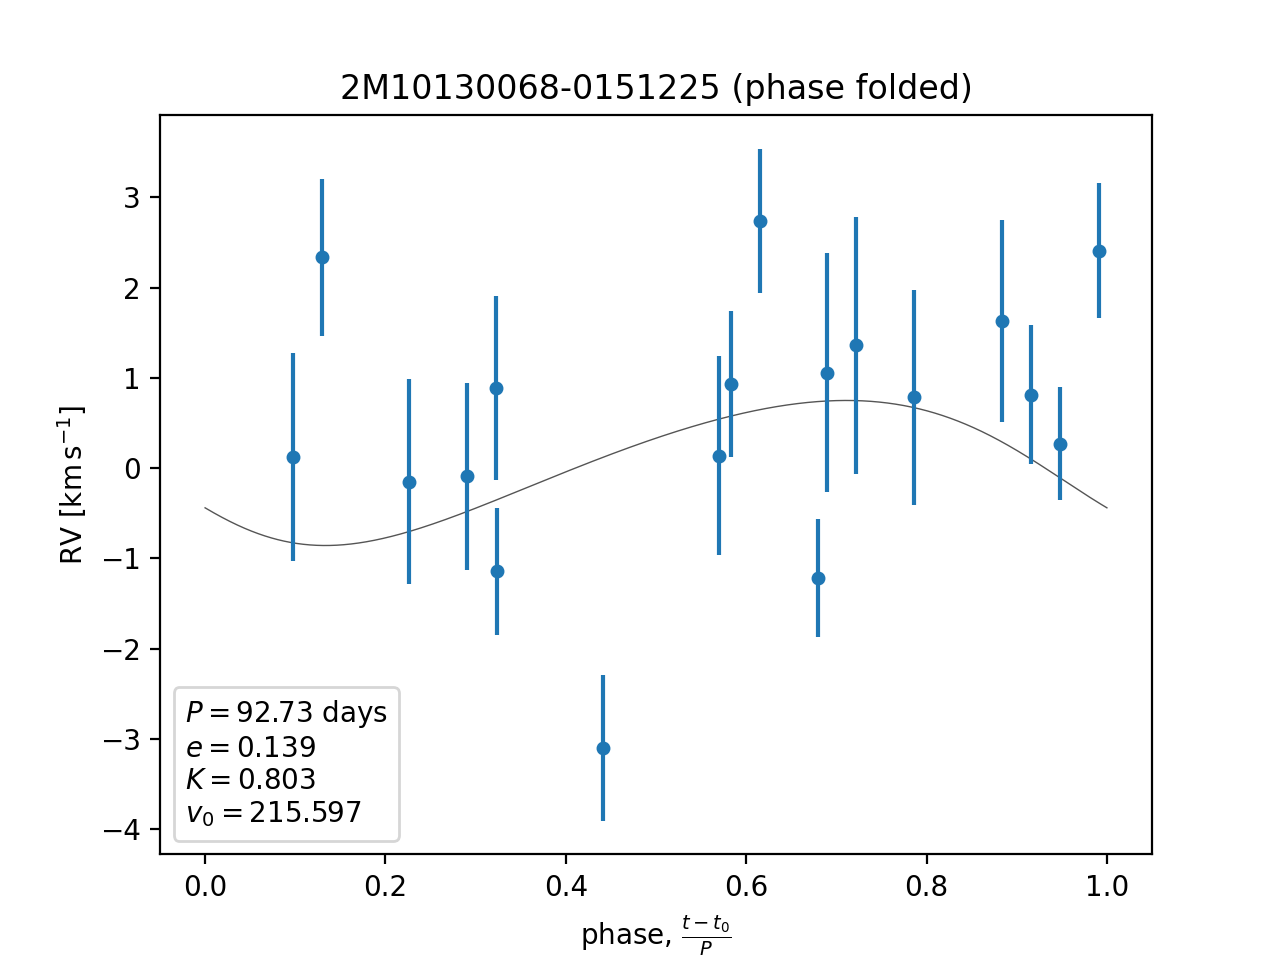 2M10130068-0151225 (phase folded)
RV [km s⁻¹]
3
2
1
0
−1
−2
−3
−4
P = 92.73 days
e = 0.139
K = 0.803
v₀ = 215.597
0.0 0.2 0.4 0.6 0.8 1.0
phase, (t − t₀)/P